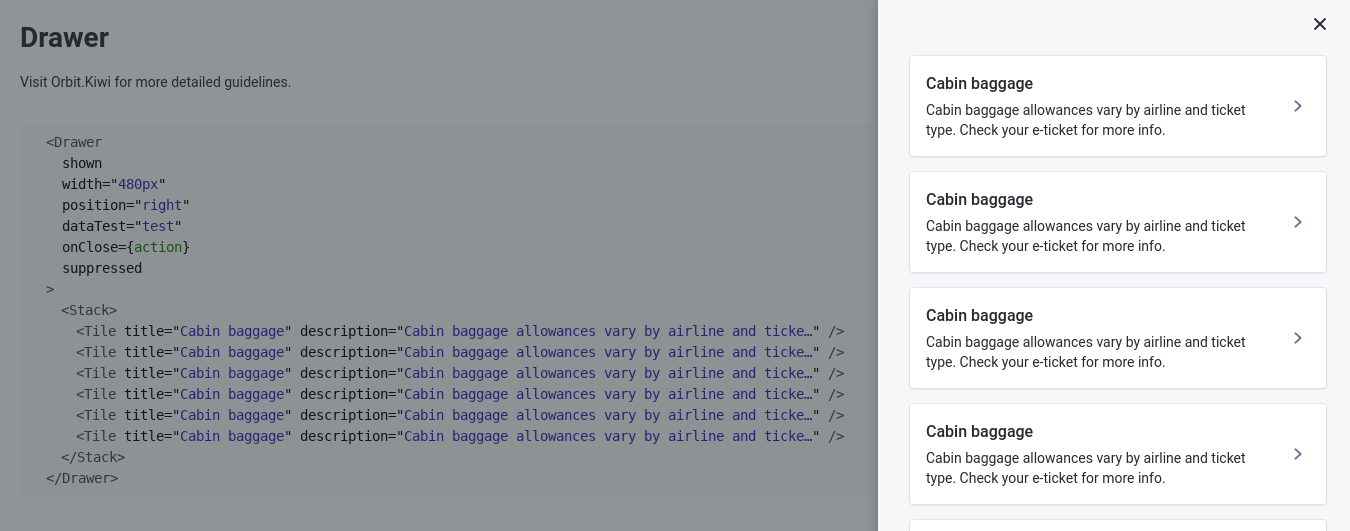 Drawer
Visit Orbit.Kiwi for more detailed guidelines.
<Drawer
shown
width="480px"
position="right"
dataTest="test"
onClose={action}
suppressed
>
<Stack>
<Tile title="Cabin baggage" description="Cabin baggage allowances vary by airline and ticke…" />
<Tile title="Cabin baggage" description="Cabin baggage allowances vary by airline and ticke…" />
<Tile title="Cabin baggage" description="Cabin baggage allowances vary by airline and ticke…" />
<Tile title="Cabin baggage" description="Cabin baggage allowances vary by airline and ticke…" />
<Tile title="Cabin baggage" description="Cabin baggage allowances vary by airline and ticke…" />
<Tile title="Cabin baggage" description="Cabin baggage allowances vary by airline and ticke…" />
</Stack>
</Drawer>
Cabin baggage
Cabin baggage allowances vary by airline and ticket
type. Check your e-ticket for more info.
Cabin baggage
Cabin baggage allowances vary by airline and ticket
type. Check your e-ticket for more info.
Cabin baggage
Cabin baggage allowances vary by airline and ticket
type. Check your e-ticket for more info.
Cabin baggage
Cabin baggage allowances vary by airline and ticket
type. Check your e-ticket for more info.